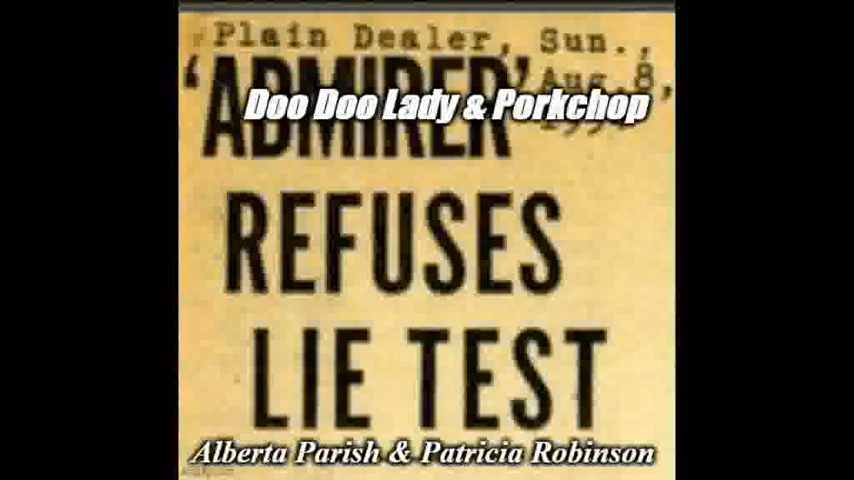 Plain Dealer, Sun.,
Aug. 8,
'ADMIRER'
Doo Doo Lady & Porkchop
REFUSES
LIE TEST
Alberta Parish & Patricia Robinson